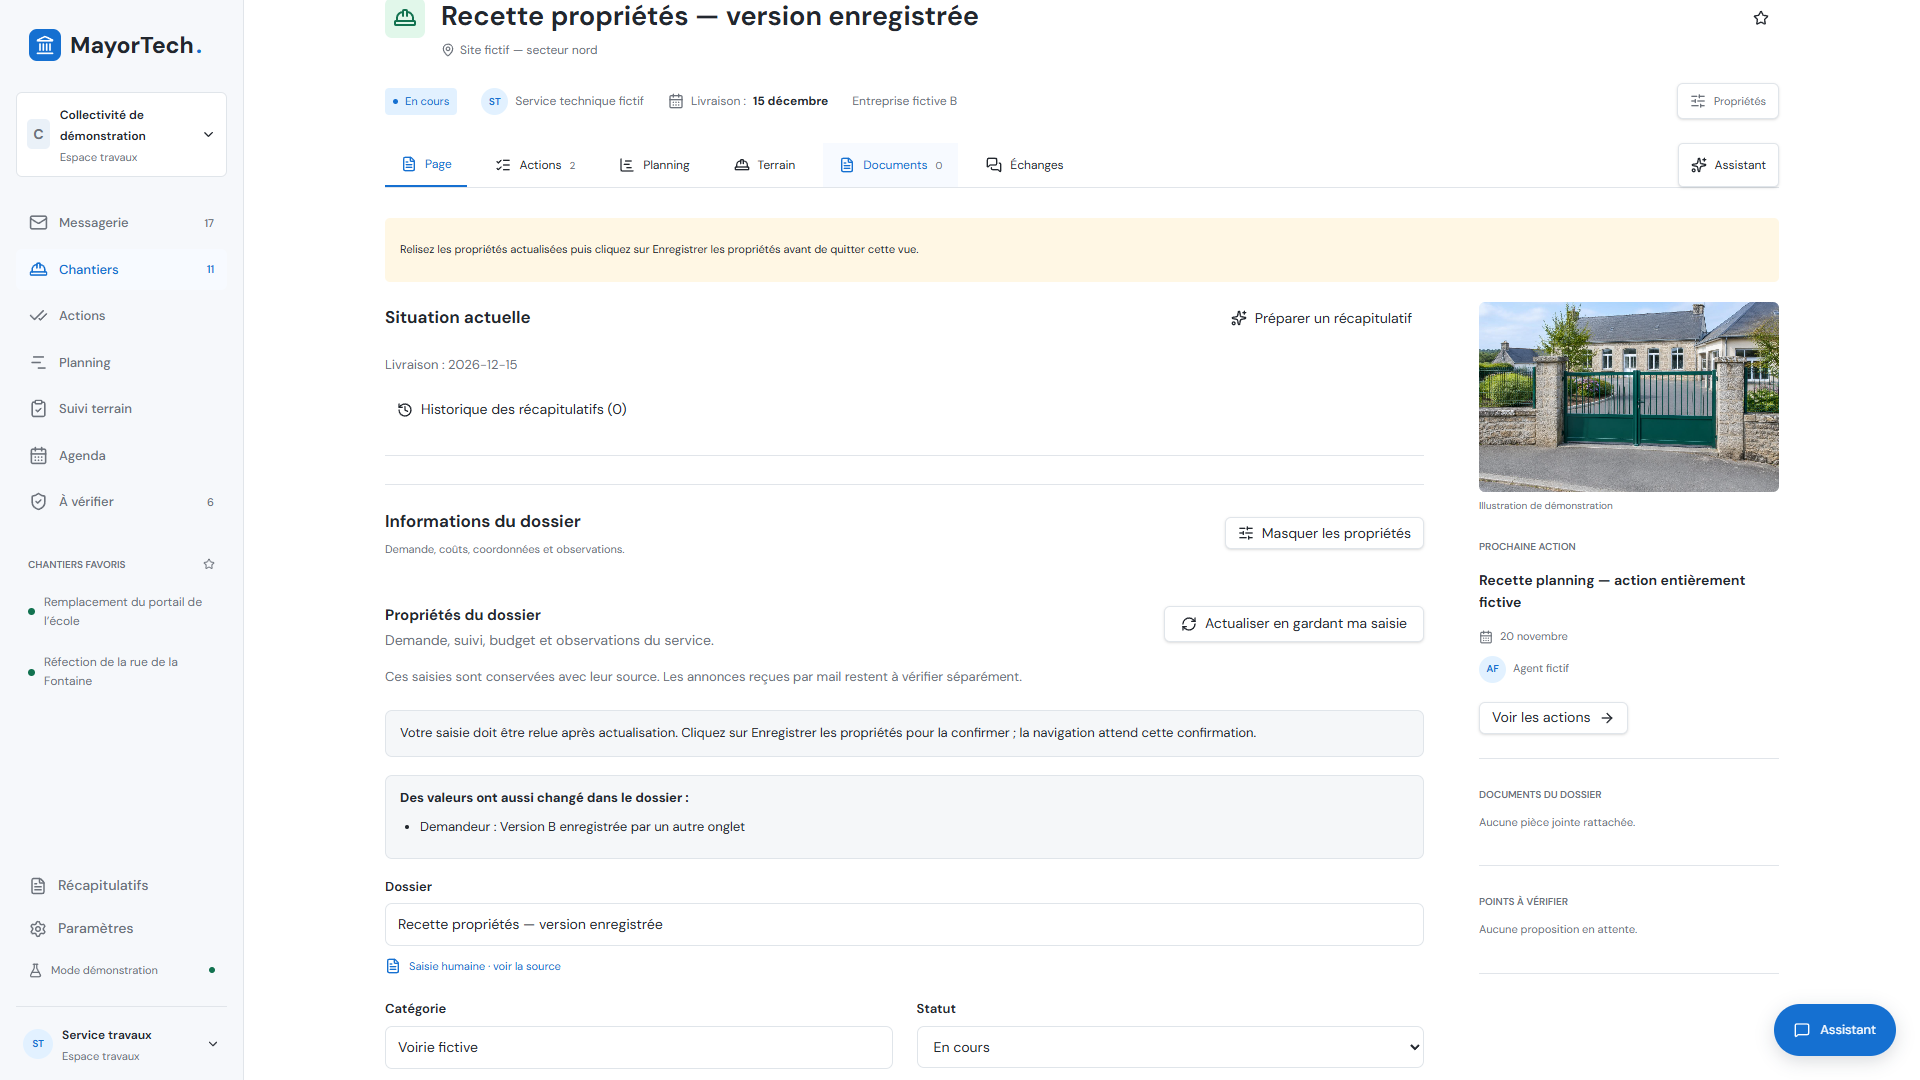 MayorTech.
C
Collectivité de
démonstration
Espace travaux
Messagerie 17
Chantiers 11
Actions
Planning
Suivi terrain
Agenda
À vérifier 6
CHANTIERS FAVORIS
Remplacement du portail de
l'école
Réfection de la rue de la
Fontaine
Récapitulatifs
Paramètres
Mode démonstration
ST
Service travaux
Espace travaux
Recette propriétés — version enregistrée
Site fictif — secteur nord
En cours
ST Service technique fictif
Livraison : 15 décembre
Entreprise fictive B
Propriétés
Page
Actions 2
Planning
Terrain
Documents 0
Échanges
Assistant
Relisez les propriétés actualisées puis cliquez sur Enregistrer les propriétés avant de quitter cette vue.
Situation actuelle
Préparer un récapitulatif
Livraison : 2026-12-15
Historique des récapitulatifs (0)
Informations du dossier
Demande, coûts, coordonnées et observations.
Masquer les propriétés
Propriétés du dossier
Demande, suivi, budget et observations du service.
Actualiser en gardant ma saisie
Ces saisies sont conservées avec leur source. Les annonces reçues par mail restent à vérifier séparément.
Votre saisie doit être relue après actualisation. Cliquez sur Enregistrer les propriétés pour la confirmer ; la navigation attend cette confirmation.
Des valeurs ont aussi changé dans le dossier :
• Demandeur : Version B enregistrée par un autre onglet
Dossier
Recette propriétés — version enregistrée
Saisie humaine · voir la source
Catégorie
Voirie fictive
Statut
En cours
Illustration de démonstration
PROCHAINE ACTION
Recette planning — action entièrement
fictive
20 novembre
AF Agent fictif
Voir les actions
DOCUMENTS DU DOSSIER
Aucune pièce jointe rattachée.
POINTS À VÉRIFIER
Aucune proposition en attente.
Assistant